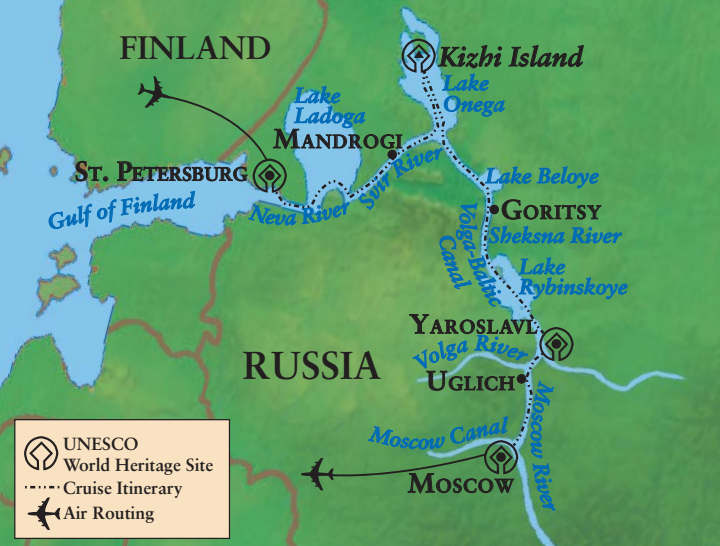 FINLAND
Kizhi Island
Lake
Onega
Lake
Ladoga
MANDROGI
ST. PETERSBURG
Svir River
Lake Beloye
Gulf of Finland
Neva River
GORITSY
Volga-Baltic
Canal
Sheksna River
Lake
Rybinskoye
YAROSLAVL
Volga River
RUSSIA
UGLICH
Moscow Canal
Moscow River
MOSCOW
UNESCO
World Heritage Site
Cruise Itinerary
Air Routing